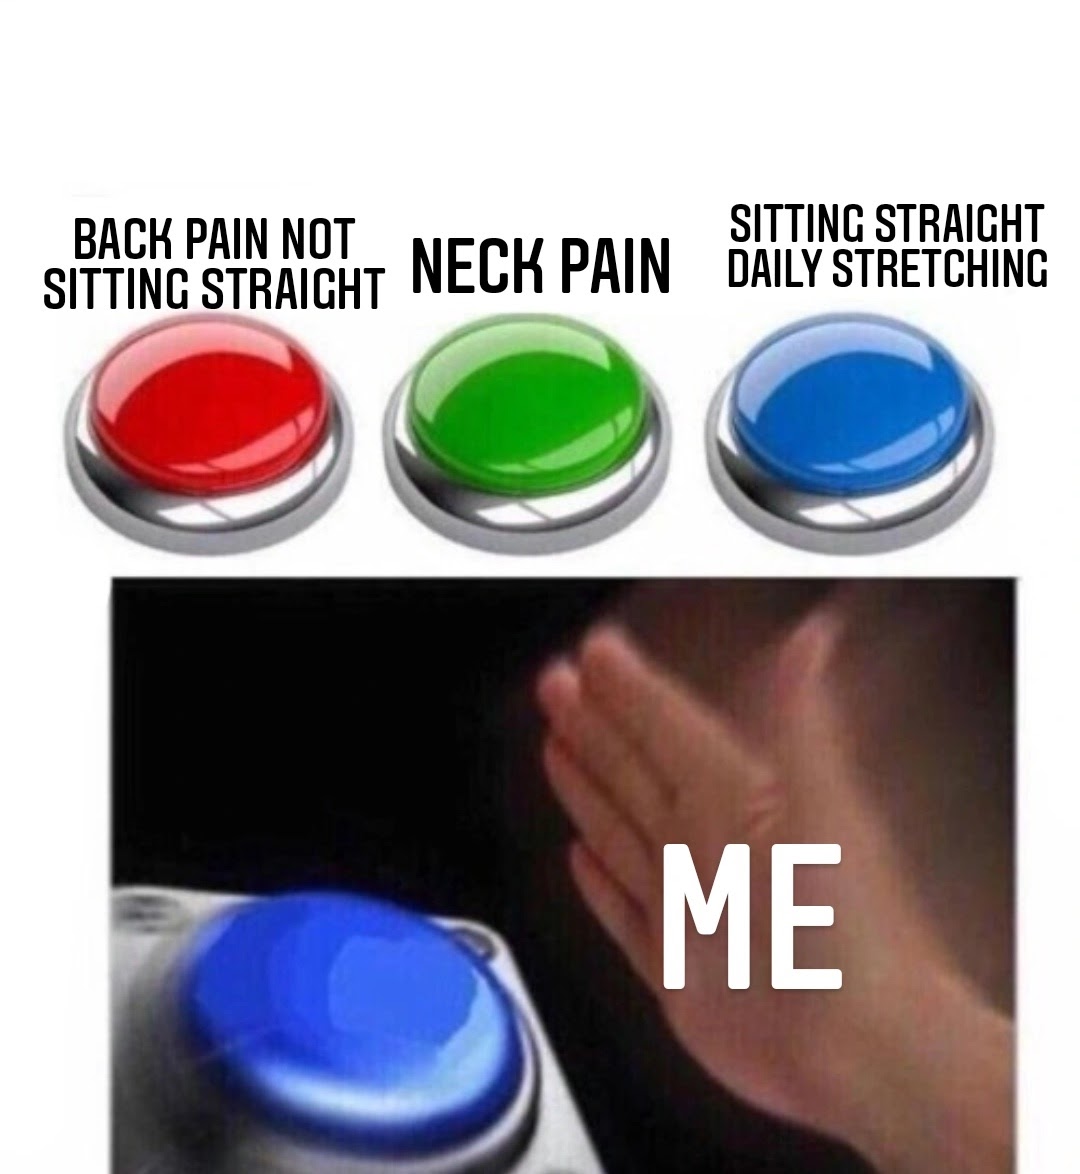 BACK PAIN NOT
SITTING STRAIGHT
NECK PAIN
SITTING STRAIGHT
DAILY STRETCHING
ME